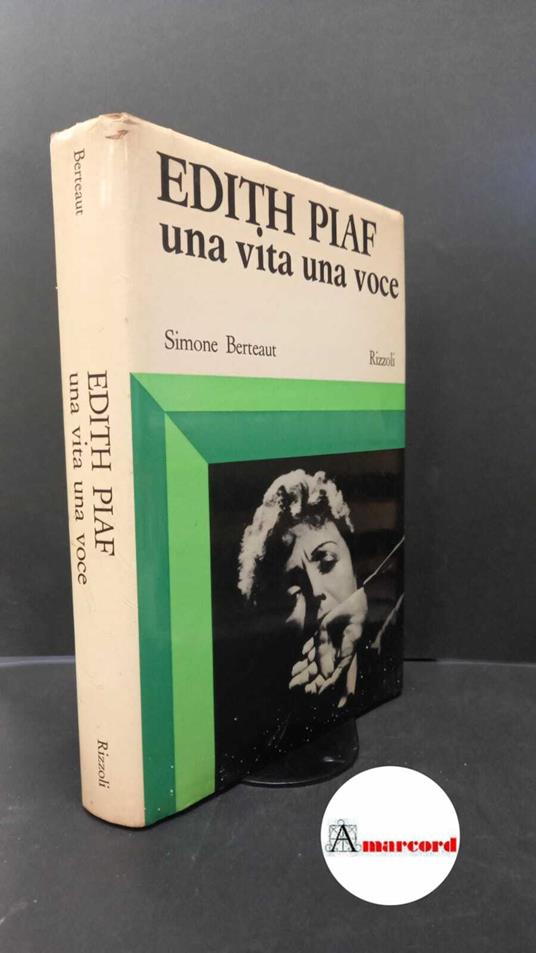 EDITH PIAF
una vita una voce
Simone Berteaut
Rizzoli
Berteaut
EDITH PIAF
una vita una voce
Rizzoli
Amarcord